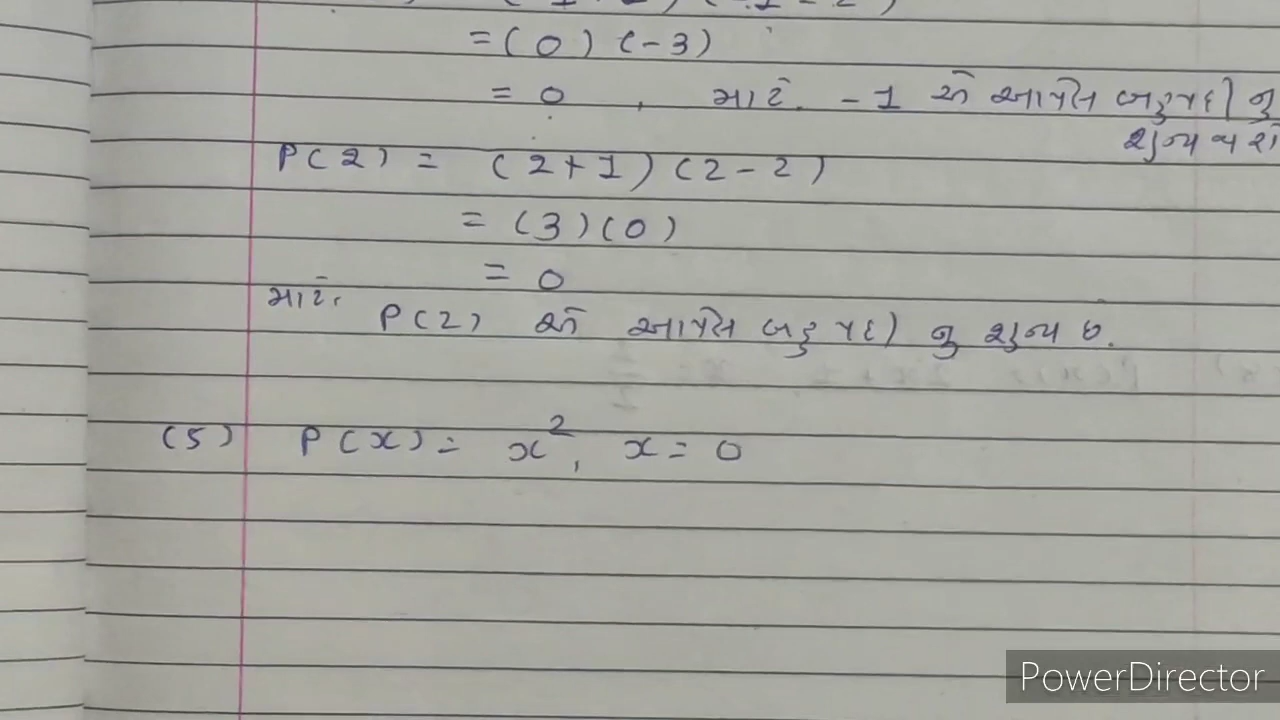 = (0) (-3)
= 0 , માટે. -1 એ આપેલ બહુપદી નુ
શુન્ય
P(2) = (2+1) (2-2)
= (3) (0)
= 0
માટે,
P(2) એ આપેલ બહુપદી નુ શુન્ય છે.
(5) P(x) = x², x = 0
PowerDirector